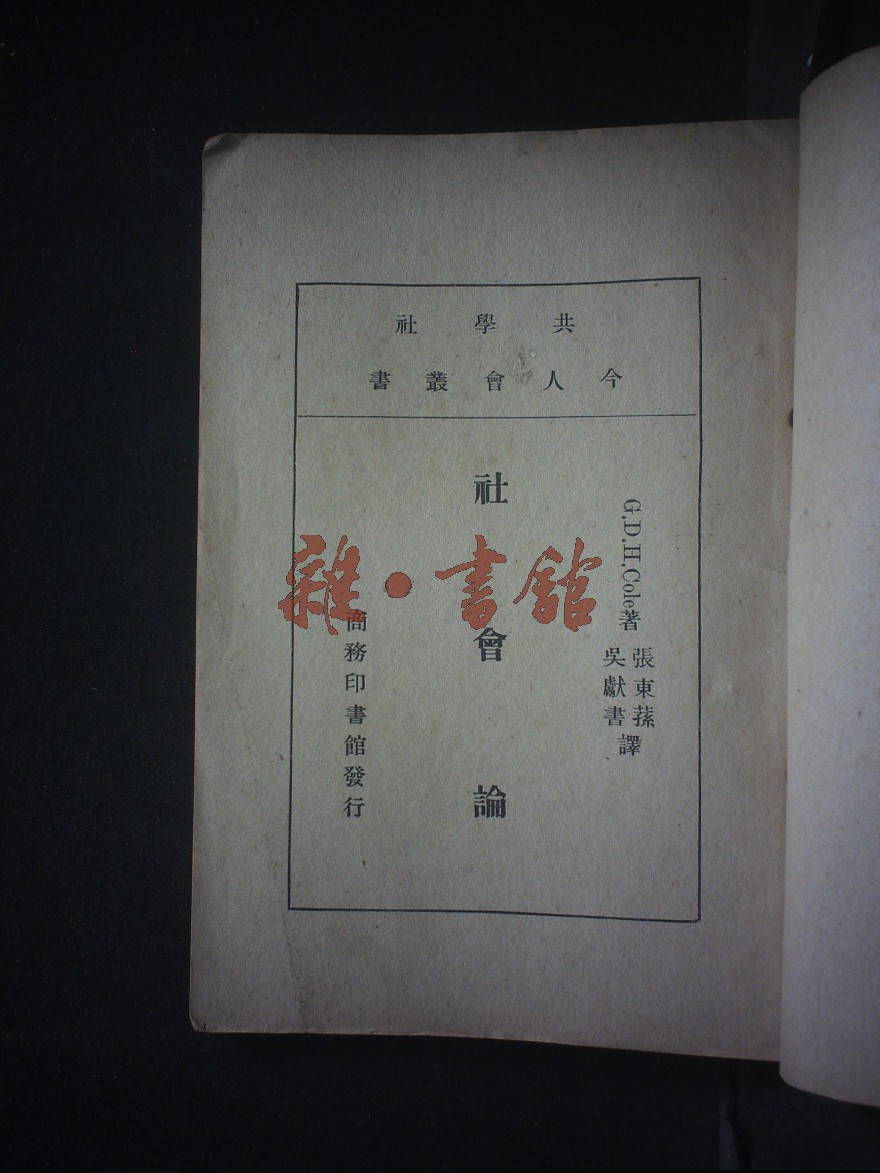 共學社
今人會叢書
G.D.H.Cole著
張東蓀
吳獻書
譯
社會論
商務印書館發行
雜·書館